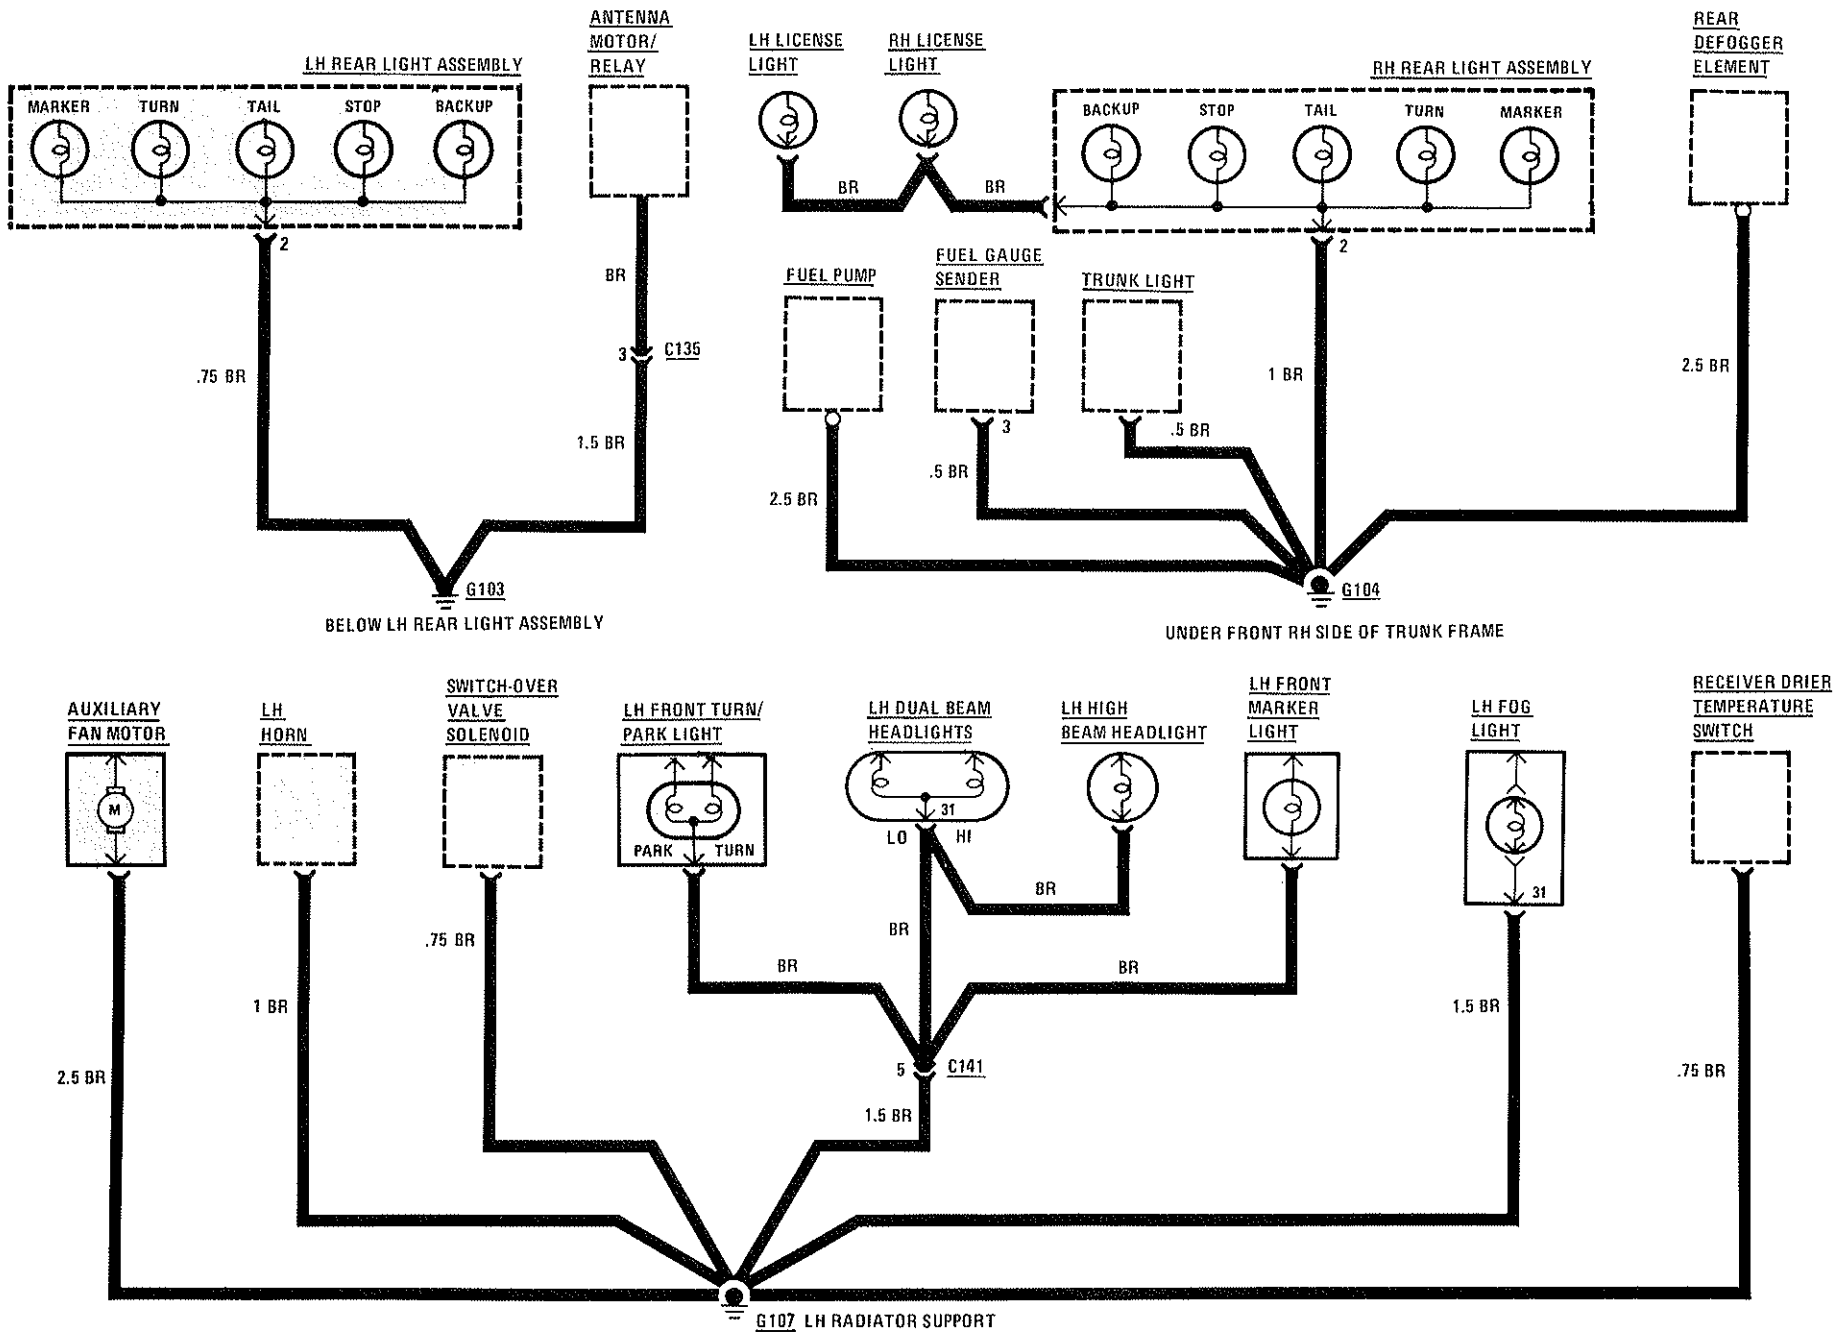 LH REAR LIGHT ASSEMBLY
MARKER TURN TAIL STOP BACKUP
2
.75 BR
ANTENNA
MOTOR/
RELAY
BR
3 C135
1.5 BR
G103
BELOW LH REAR LIGHT ASSEMBLY
LH LICENSE
LIGHT
RH LICENSE
LIGHT
BR
BR
RH REAR LIGHT ASSEMBLY
BACKUP STOP TAIL TURN MARKER
2
1 BR
REAR
DEFOGGER
ELEMENT
2.5 BR
FUEL PUMP
2.5 BR
FUEL GAUGE
SENDER
3
.5 BR
TRUNK LIGHT
.5 BR
G104
UNDER FRONT RH SIDE OF TRUNK FRAME
AUXILIARY
FAN MOTOR
M
2.5 BR
LH
HORN
1 BR
SWITCH-OVER
VALVE
SOLENOID
.75 BR
LH FRONT TURN/
PARK LIGHT
PARK TURN
BR
LH DUAL BEAM
HEADLIGHTS
31
LO HI
BR
LH HIGH
BEAM HEADLIGHT
BR
LH FRONT
MARKER
LIGHT
BR
5 C141
1.5 BR
LH FOG
LIGHT
31
1.5 BR
RECEIVER DRIER
TEMPERATURE
SWITCH
.75 BR
G107 LH RADIATOR SUPPORT